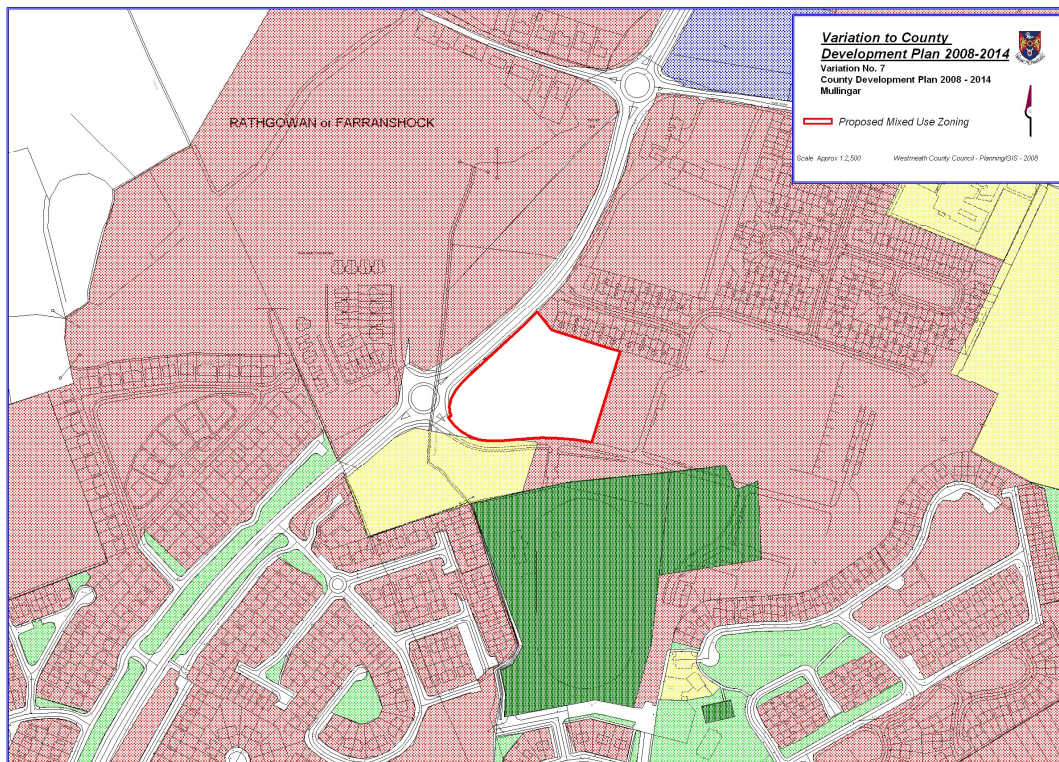 Variation to County
Development Plan 2008-2014
Variation No. 7
County Development Plan 2008 - 2014
Mullingar
Proposed Mixed Use Zoning
Scale Approx 1:2,500 Westmeath County Council - Planning/GIS - 2008
RATHGOWAN or FARRANSHOCK